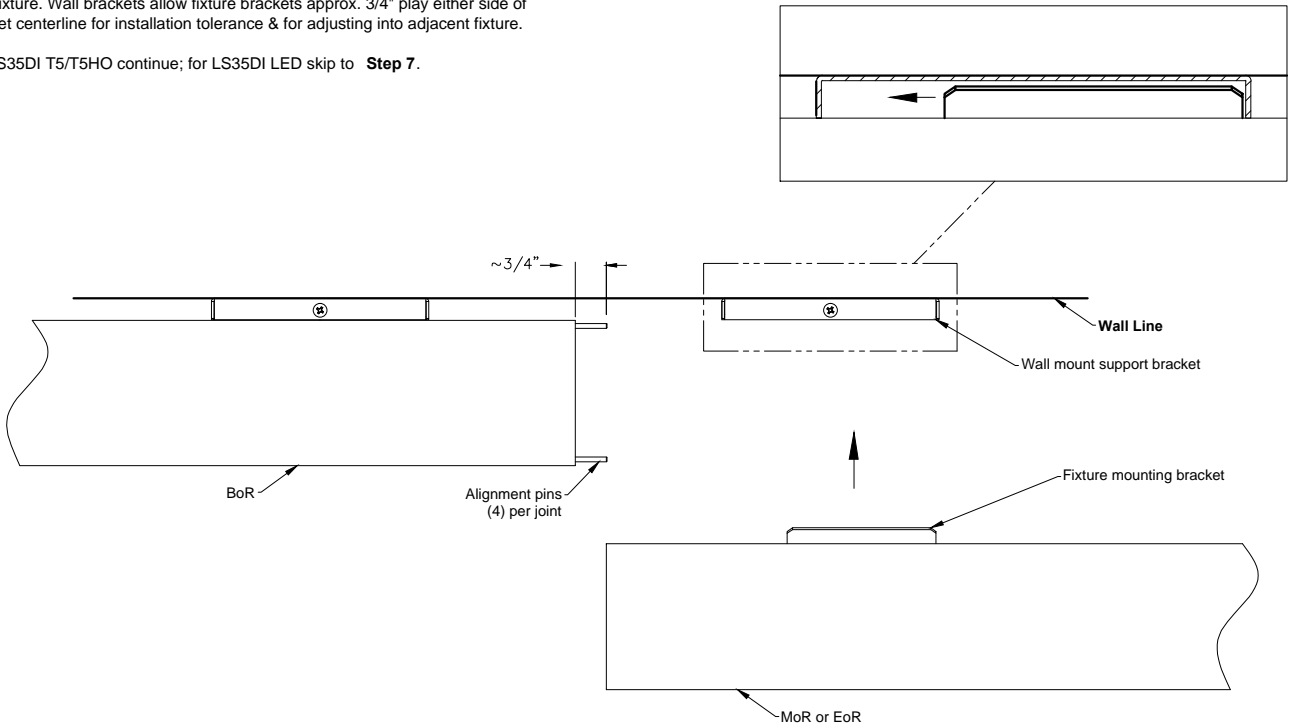 ixture. Wall brackets allow fixture brackets approx. 3/4" play either side of
et centerline for installation tolerance & for adjusting into adjacent fixture.
S35DI T5/T5HO continue; for LS35DI LED skip to Step 7.
~3/4"
Wall Line
Wall mount support bracket
BoR
Alignment pins
(4) per joint
Fixture mounting bracket
MoR or EoR